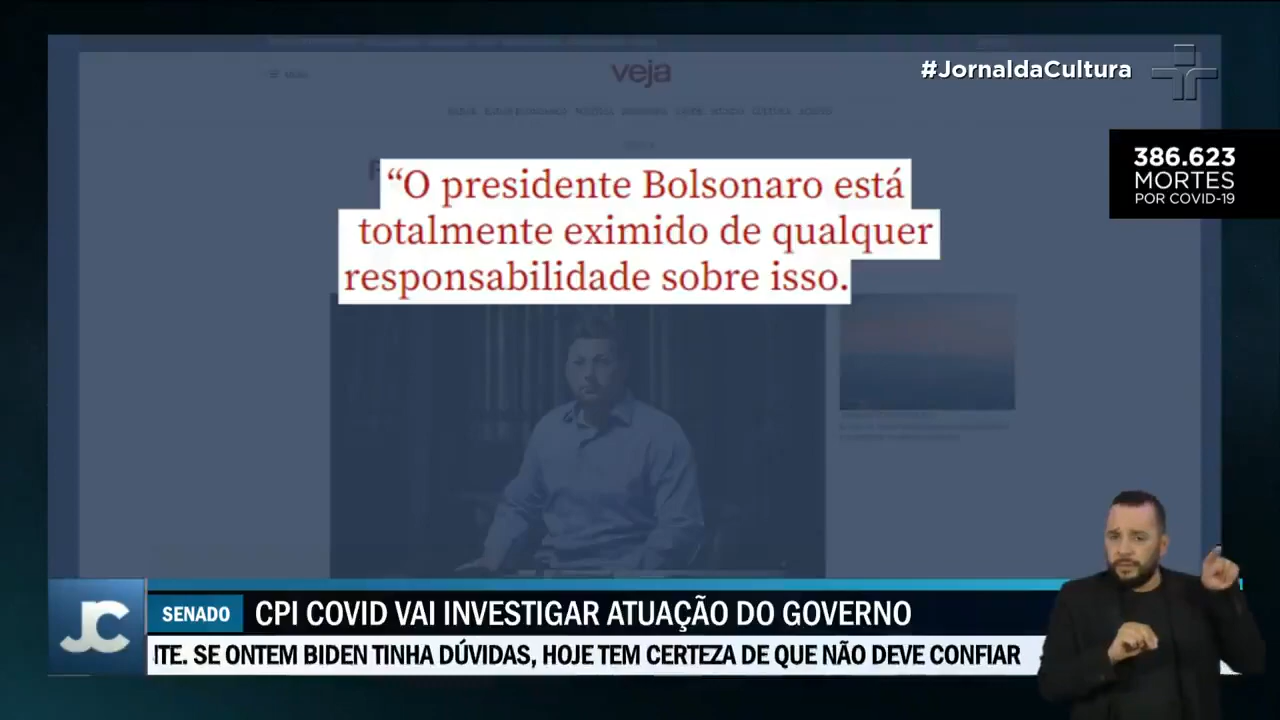 veja
#JornaldaCultura
386.623
MORTES
POR COVID-19
“O presidente Bolsonaro está
totalmente eximido de qualquer
responsabilidade sobre isso.
JC
SENADO
CPI COVID VAI INVESTIGAR ATUAÇÃO DO GOVERNO
ITE. SE ONTEM BIDEN TINHA DÚVIDAS, HOJE TEM CERTEZA DE QUE NÃO DEVE CONFIAR